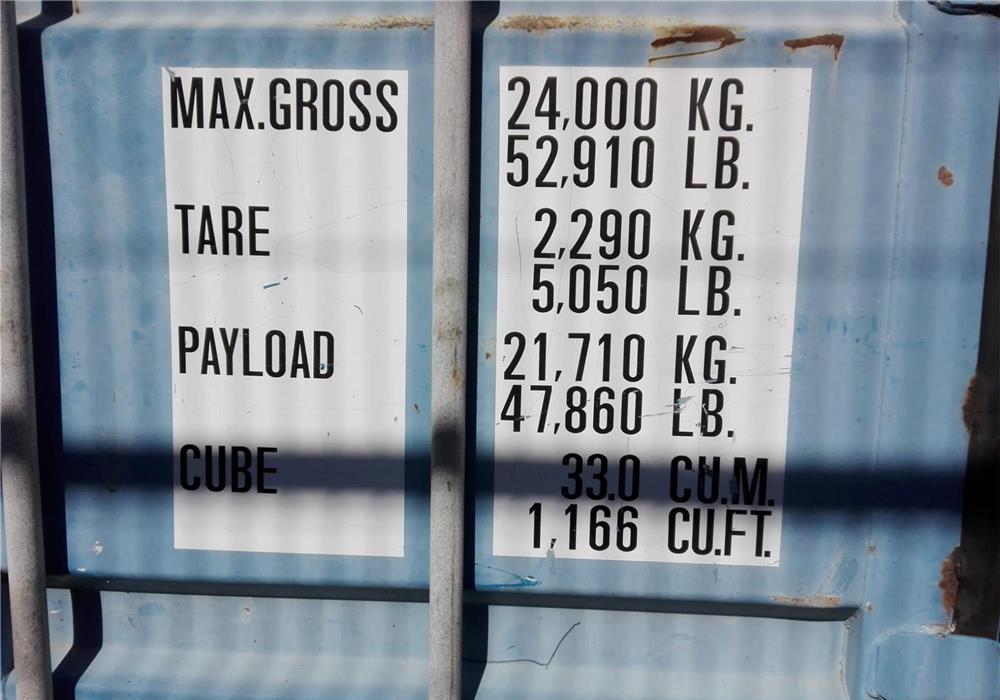 MAX.GROSS 24,000 KG.
52,910 LB.
TARE 2,290 KG.
5,050 LB.
PAYLOAD 21,710 KG.
47,860 LB.
CUBE 33.0 CU.M.
1,166 CU.FT.